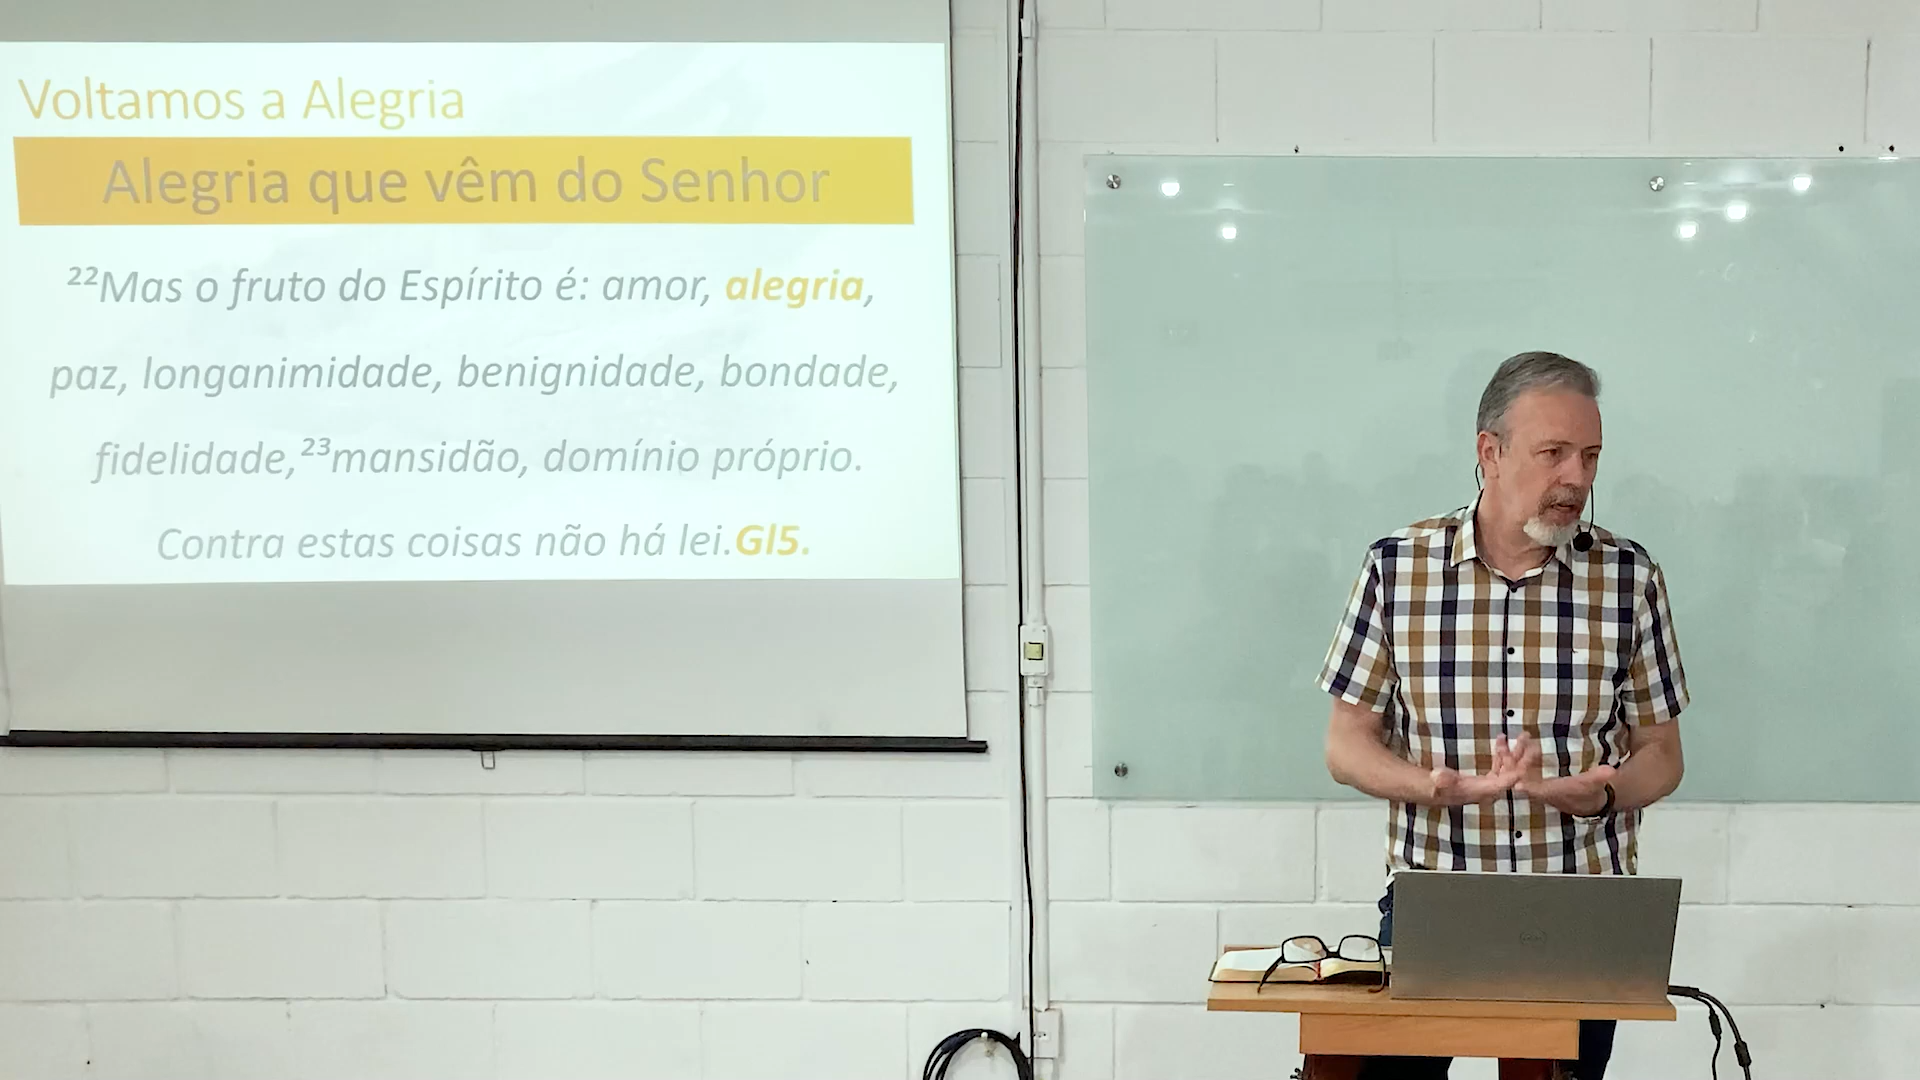 Voltamos a Alegria
Alegria que vêm do Senhor
²²Mas o fruto do Espírito é: amor, alegria,
paz, longanimidade, benignidade, bondade,
fidelidade,²³mansidão, domínio próprio.
Contra estas coisas não há lei.Gl5.